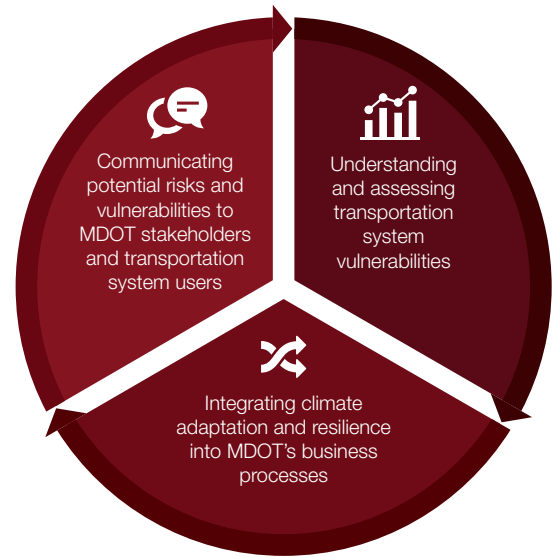 Communicating
potential risks and
vulnerabilities to
MDOT stakeholders
and transportation
system users
Understanding
and assessing
transportation
system
vulnerabilities
Integrating climate
adaptation and resilience
into MDOT’s business
processes